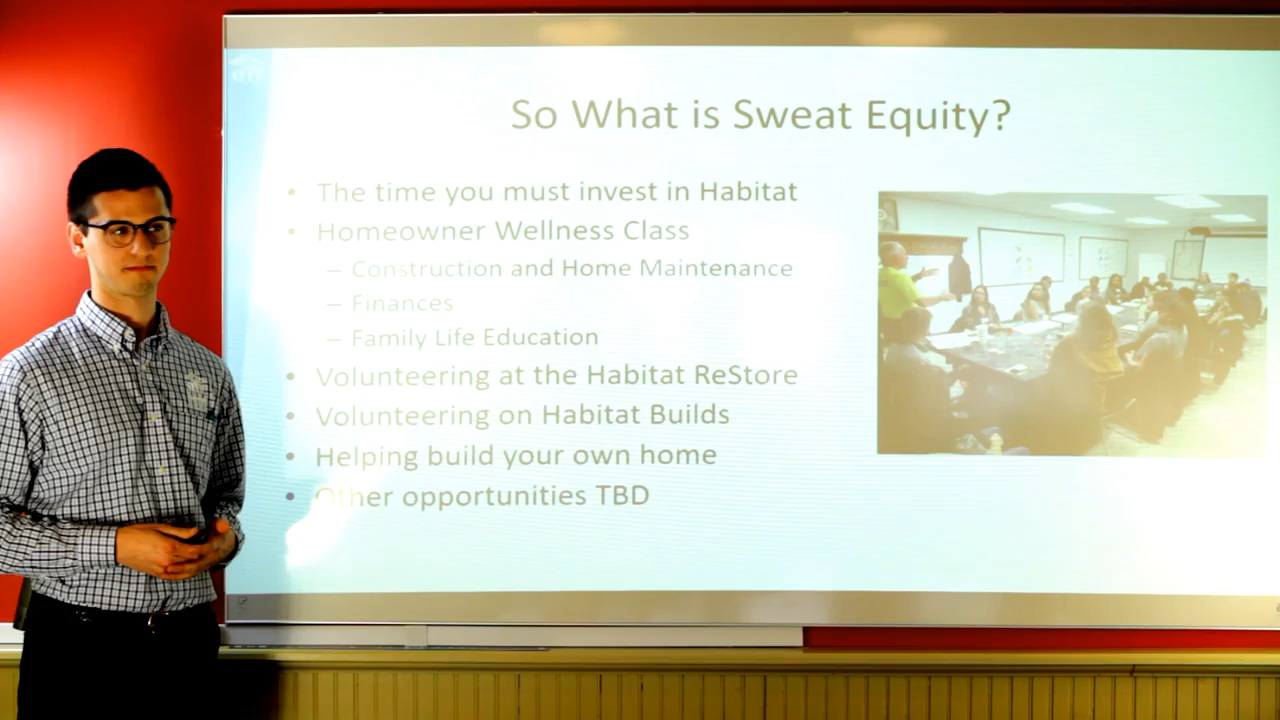 So What is Sweat Equity?
• The time you must invest in Habitat
• Homeowner Wellness Class
– Construction and Home Maintenance
– Finances
– Family Life Education
• Volunteering at the Habitat ReStore
• Volunteering on Habitat Builds
• Helping build your own home
• Other opportunities TBD